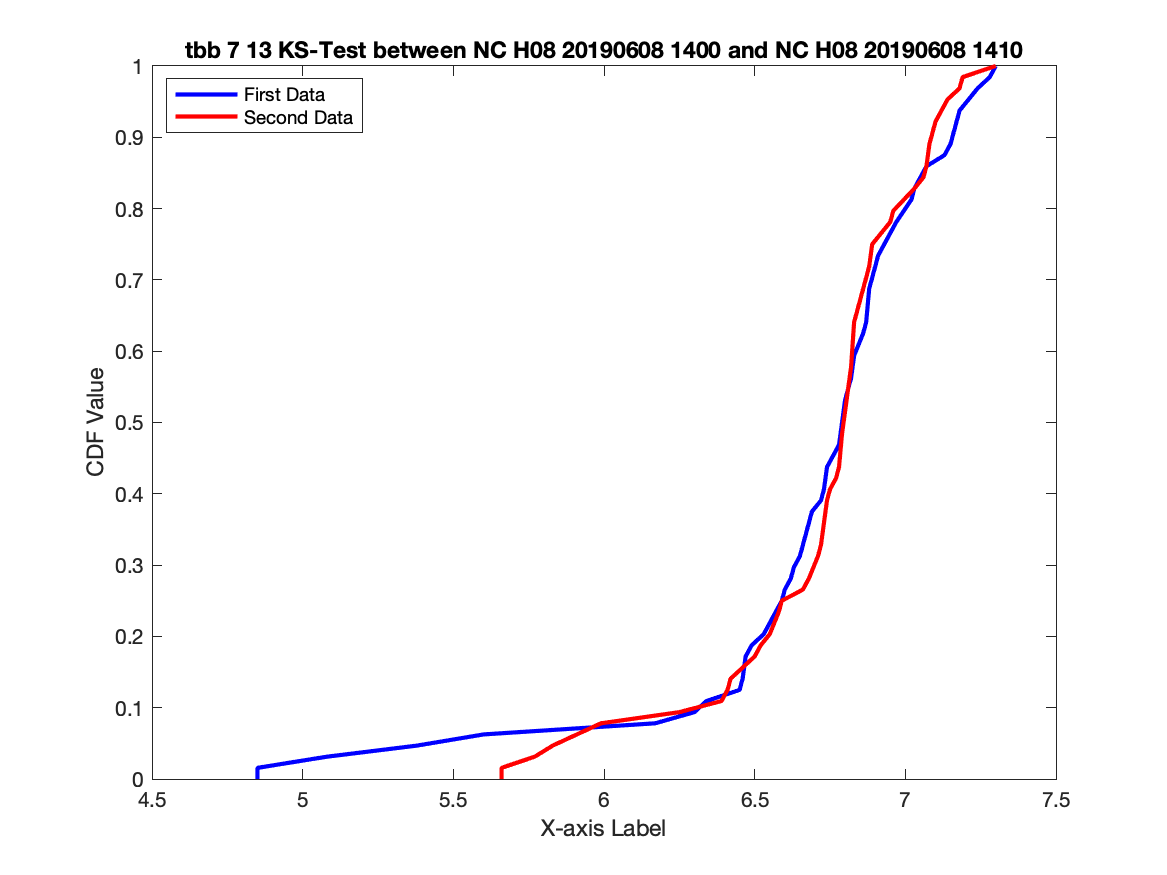 tbb 7 13 KS-Test between NC H08 20190608 1400 and NC H08 20190608 1410
First Data
Second Data
1
0.9
0.8
0.7
0.6
0.5
0.4
0.3
0.2
0.1
0
CDF Value
4.5 5 5.5 6 6.5 7 7.5
X-axis Label